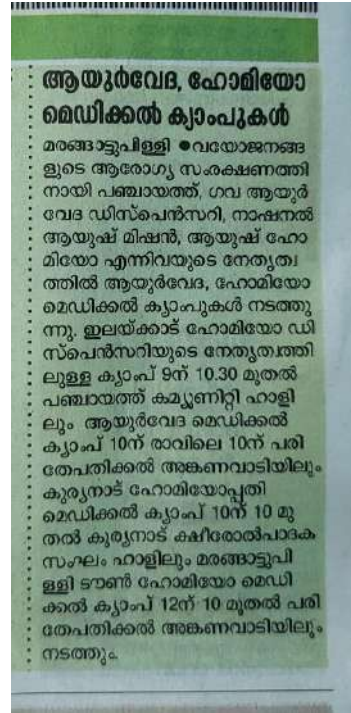 ആയുർവേദ, ഹോമിയോ
മെഡിക്കൽ ക്യാംപുകൾ
മരങ്ങാട്ടുപിള്ളി ●വയോജനങ്ങ
ളുടെ ആരോഗ്യ സംരക്ഷണത്തി
നായി പഞ്ചായത്ത്, ഗവ ആയുർ
വേദ ഡിസ്പെൻസറി, നാഷനൽ
ആയുഷ് മിഷൻ, ആയുഷ് ഹോ
മിയോ എന്നിവയുടെ നേതൃത്വ
ത്തിൽ ആയുർവേദ, ഹോമിയോ
മെഡിക്കൽ ക്യാംപുകൾ നടത്തു
ന്നു. ഇലയ്ക്കാട് ഹോമിയോ ഡി
സ്പെൻസറിയുടെ നേതൃത്വത്തി
ലുള്ള ക്യാംപ് 9ന് 10.30 മുതൽ
പഞ്ചായത്ത് കമ്യൂണിറ്റി ഹാളി
ലും ആയുർവേദ മെഡിക്കൽ
ക്യാംപ് 10ന് രാവിലെ 10ന് പരി
തേപതിക്കൽ അങ്കണവാടിയിലും
കുര്യനാട് ഹോമിയോപ്പതി
മെഡിക്കൽ ക്യാംപ് 10ന് 10 മു
തൽ കുര്യനാട് ക്ഷീരോൽപാദക
സംഘം ഹാളിലും മരങ്ങാട്ടുപി
ള്ളി ടൗൺ ഹോമിയോ മെഡി
ക്കൽ ക്യാംപ് 12ന് 10 മുതൽ പരി
തേപതിക്കൽ അങ്കണവാടിയിലും
നടത്തും.